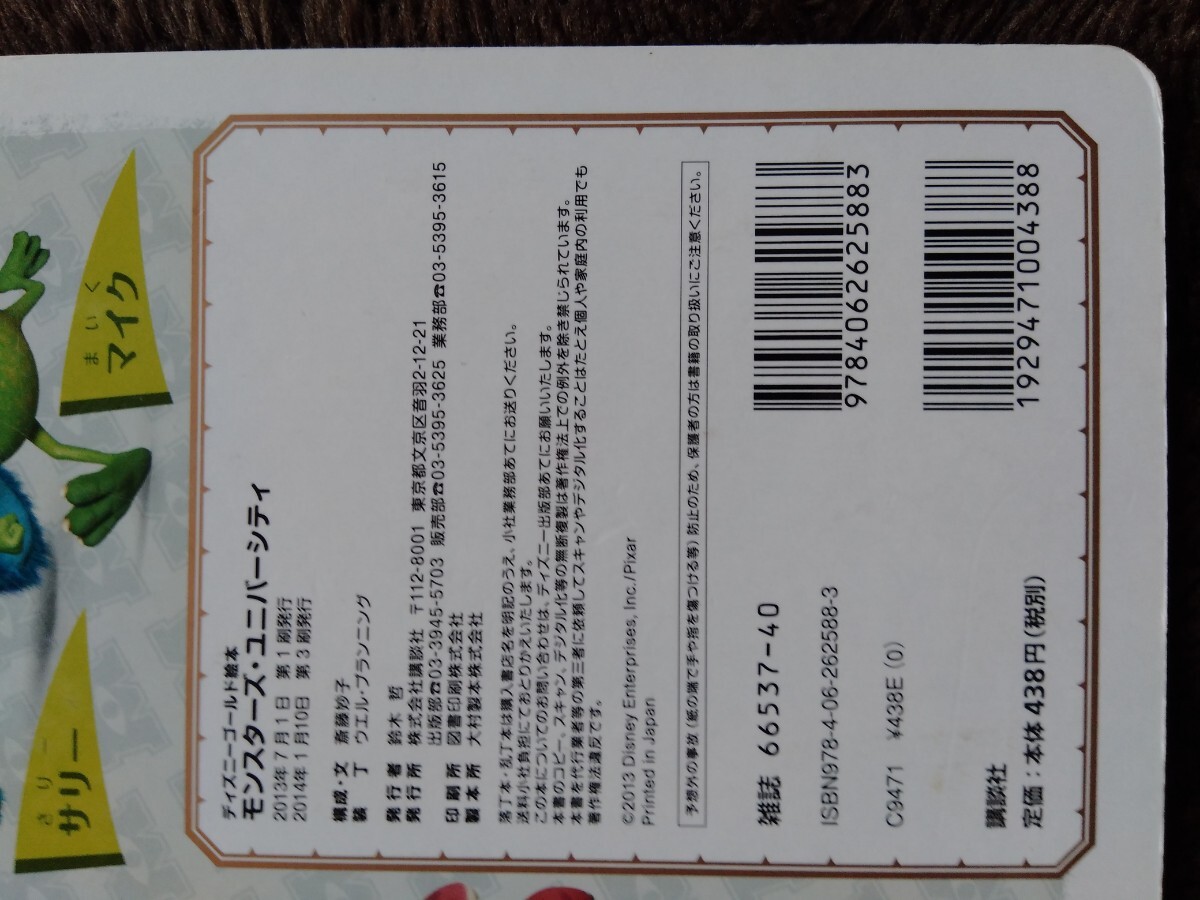 ディズニーゴールド絵本
モンスターズ・ユニバーシティ
2013年7月1日 第1刷発行
2014年1月10日 第3刷発行
構成・文 斎藤妙子
装丁 ウエル・プランニング
発行者 鈴木 哲
発行所 株式会社講談社 〒112-8001 東京都文京区音羽2-12-21
出版部☎03-3945-5703 販売部☎03-5395-3625 業務部☎03-5395-3615
印刷所 図書印刷株式会社
製本所 大村製本株式会社
落丁本・乱丁本は購入書店名を明記のうえ、小社業務部あてにお送りください。
送料小社負担にておとりかえいたします。
この本についてのお問い合わせは、ディズニー出版部あてにお願いいたします。
本書のコピー、スキャン、デジタル化等の無断複製は著作権法上での例外を除き禁じられています。
本書を代行業者等の第三者に依頼してスキャンやデジタル化することはたとえ個人や家庭内の利用でも
著作権法違反です。
©2013 Disney Enterprises, Inc./Pixar
Printed in Japan
予想外の事故(紙の端で手や指を傷つける等)防止のため、保護者の方は書籍の取り扱いにご注意ください。
雑誌 66537-40
ISBN978-4-06-262588-3
C9471 ¥438E (0)
講談社
定価:本体438円(税別)
9784062625883
1929471004388
まいく
マイク
さりー
サリー